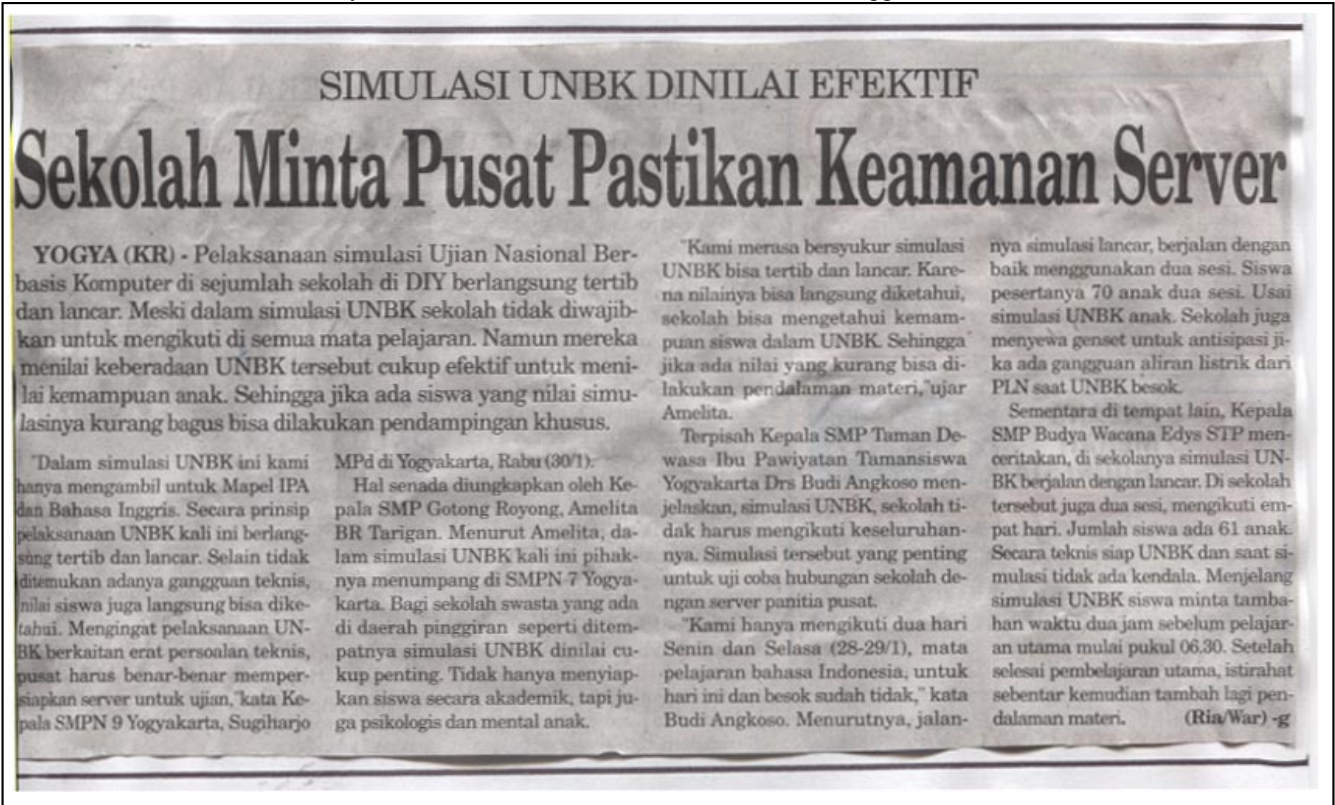 SIMULASI UNBK DINILAI EFEKTIF
Sekolah Minta Pusat Pastikan Keamanan Server
YOGYA (KR) - Pelaksanaan simulasi Ujian Nasional Ber-
basis Komputer di sejumlah sekolah di DIY berlangsung tertib
dan lancar. Meski dalam simulasi UNBK sekolah tidak diwajib-
kan untuk mengikuti di semua mata pelajaran. Namun mereka
menilai keberadaan UNBK tersebut cukup efektif untuk meni-
lai kemampuan anak. Sehingga jika ada siswa yang nilai simu-
lasinya kurang bagus bisa dilakukan pendampingan khusus.
"Dalam simulasi UNBK ini kami
hanya mengambil untuk Mapel IPA
dan Bahasa Inggris. Secara prinsip
pelaksanaan UNBK kali ini berlang-
sung tertib dan lancar. Selain tidak
ditemukan adanya gangguan teknis,
nilai siswa juga langsung bisa dike-
tahui. Mengingat pelaksanaan UN-
BK berkaitan erat persoalan teknis,
pusat harus benar-benar memper-
siapkan server untuk ujian,"kata Ke-
pala SMPN 9 Yogyakarta, Sugiharjo
MPd di Yogyakarta, Rabu (30/1).
Hal senada diungkapkan oleh Ke-
pala SMP Gotong Royong, Amelita
BR Tarigan. Menurut Amelita, da-
lam simulasi UNBK kali ini pihak-
nya menumpang di SMPN 7 Yogya-
karta. Bagi sekolah swasta yang ada
di daerah pinggiran seperti ditem-
patnya simulasi UNBK dinilai cu-
kup penting. Tidak hanya menyiap-
kan siswa secara akademik, tapi ju-
ga psikologis dan mental anak.
"Kami merasa bersyukur simulasi
UNBK bisa tertib dan lancar. Kare-
na nilainya bisa langsung diketahui,
sekolah bisa mengetahui kemam-
puan siswa dalam UNBK. Sehingga
jika ada nilai yang kurang bisa di-
lakukan pendalaman materi,"ujar
Amelita.
Terpisah Kepala SMP Taman De-
wasa Ibu Pawiyatan Tamansiswa
Yogyakarta Drs Budi Angkoso men-
jelaskan, simulasi UNBK, sekolah ti-
dak harus mengikuti keseluruhan-
nya. Simulasi tersebut yang penting
untuk uji coba hubungan sekolah de-
ngan server panitia pusat.
"Kami hanya mengikuti dua hari
Senin dan Selasa (28-29/1), mata
pelajaran bahasa Indonesia, untuk
hari ini dan besok sudah tidak," kata
Budi Angkoso. Menurutnya, jalan-
nya simulasi lancar, berjalan dengan
baik menggunakan dua sesi. Siswa
pesertanya 70 anak dua sesi. Usai
simulasi UNBK anak. Sekolah juga
menyewa genset untuk antisipasi ji-
ka ada gangguan aliran listrik dari
PLN saat UNBK besok.
Sementara di tempat lain, Kepala
SMP Budya Wacana Edys STP men-
ceritakan, di sekolanya simulasi UN-
BK berjalan dengan lancar. Di sekolah
tersebut juga dua sesi, mengikuti em-
pat hari. Jumlah siswa ada 61 anak.
Secara teknis siap UNBK dan saat si-
mulasi tidak ada kendala. Menjelang
simulasi UNBK siswa minta tamba-
han waktu dua jam sebelum pelajar-
an utama mulai pukul 06.30. Setelah
selesai pembelajaran utama, istirahat
sebentar kemudian tambah lagi pen-
dalaman materi. (Ria/War) -g